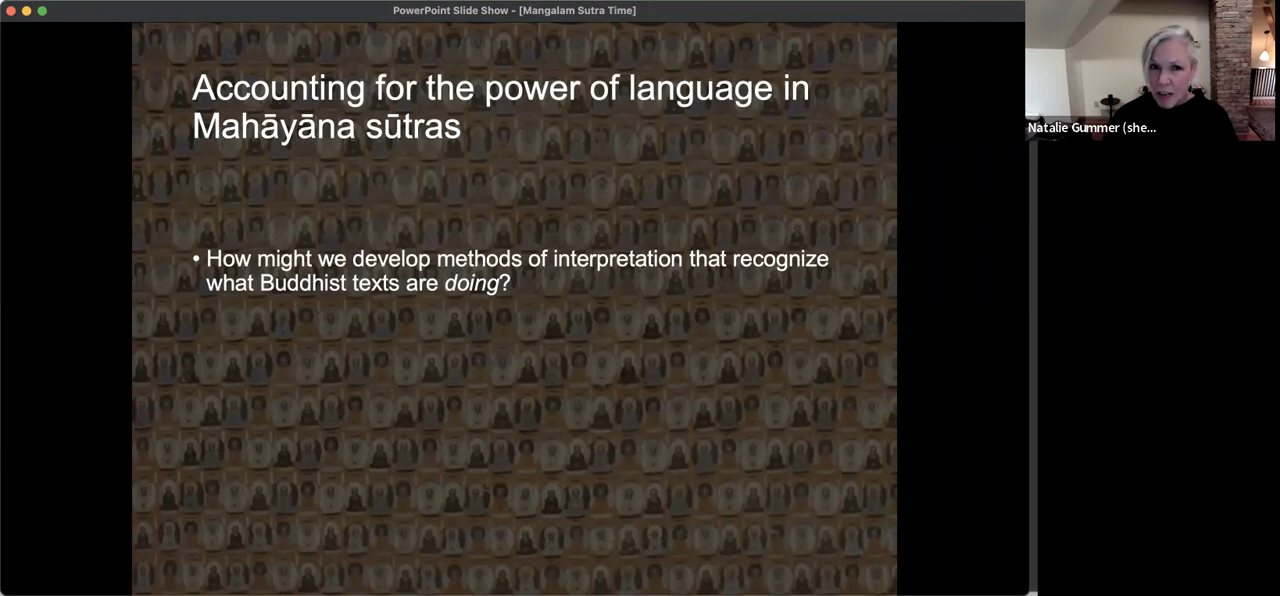 PowerPoint Slide Show - [Mangalam Sutra Time]
Accounting for the power of language in
Mahāyāna sūtras
• How might we develop methods of interpretation that recognize
what Buddhist texts are doing?
Natalie Gummer (she...